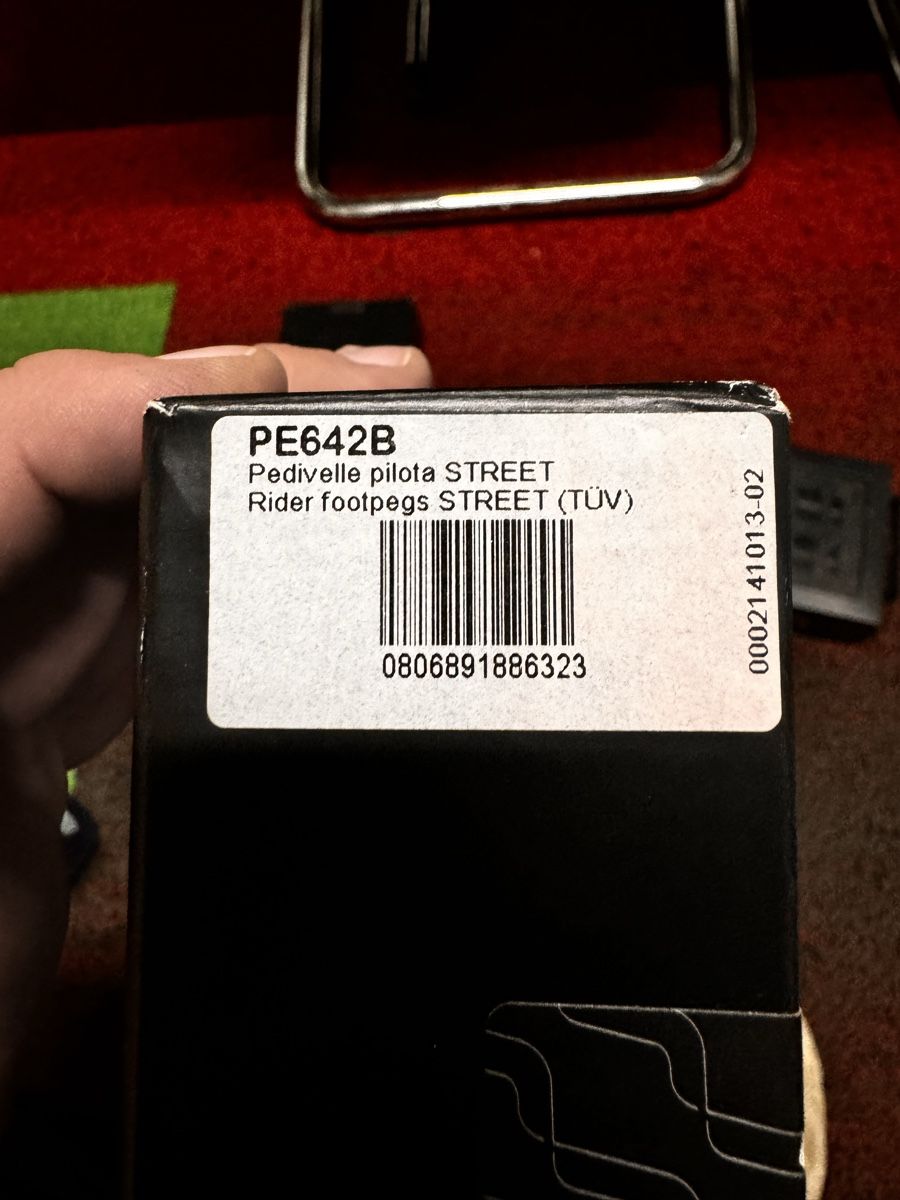 PE642B
Pedivelle pilota STREET
Rider footpegs STREET (TÜV)
0806891886323
0002141013-02